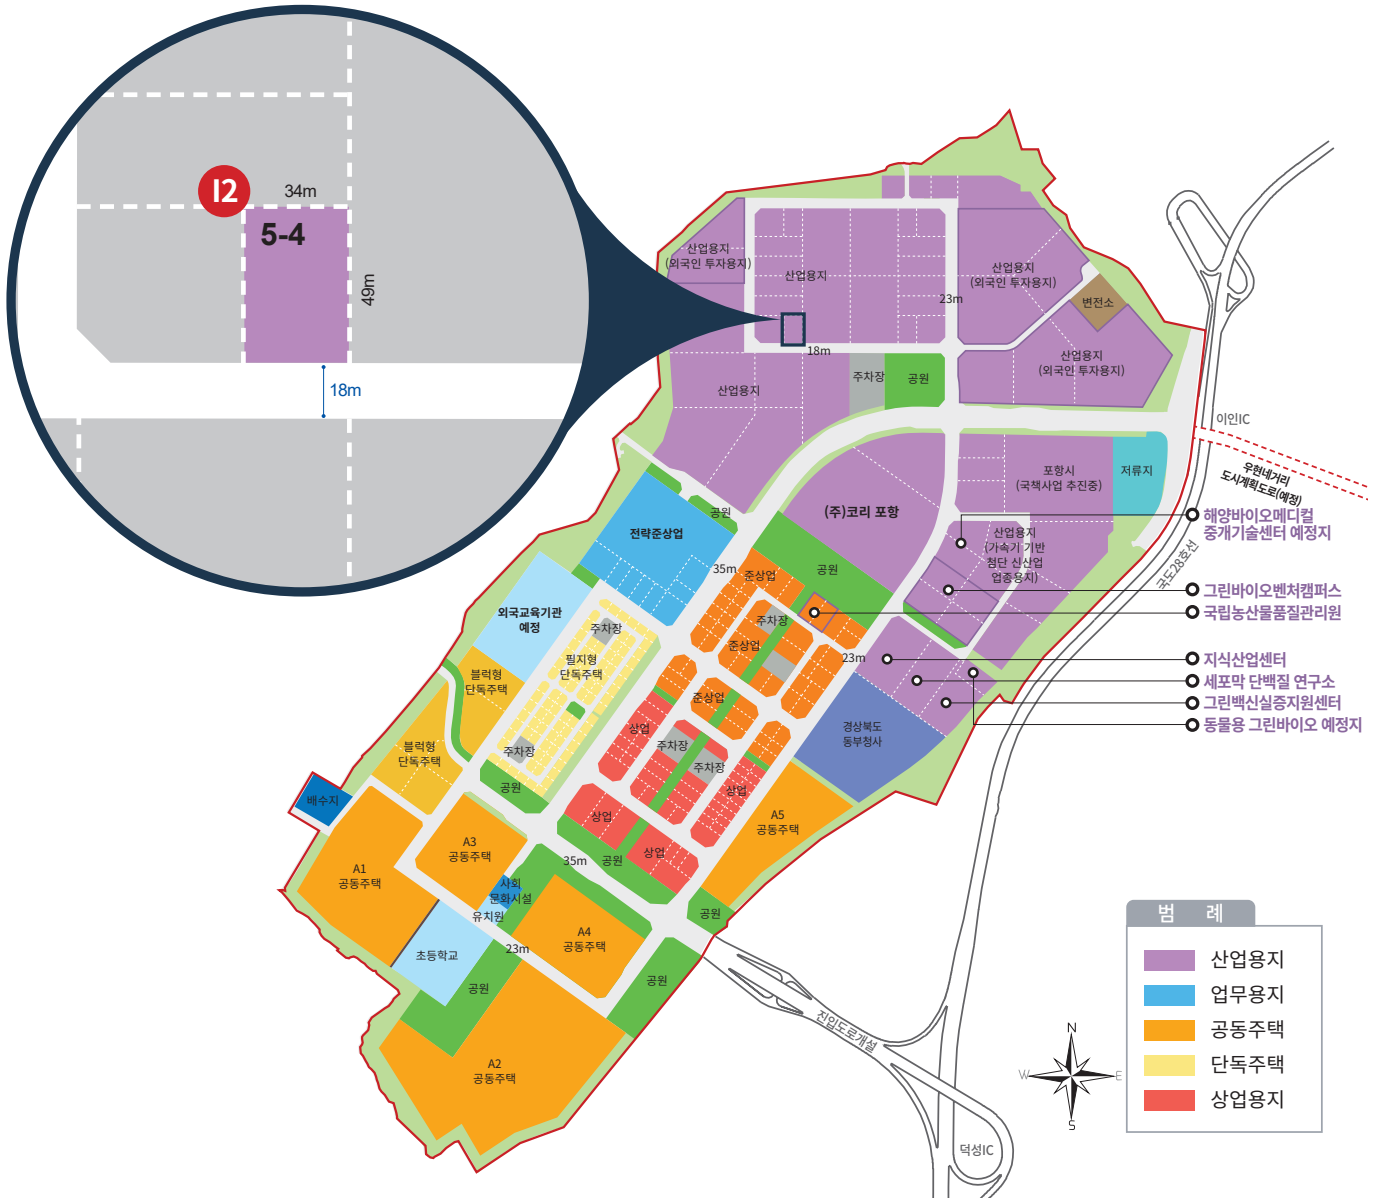 I2
34m
5-4
49m
18m
산업용지
(외국인 투자용지)
산업용지
산업용지
(외국인 투자용지)
23m
변전소
18m
산업용지
(외국인 투자용지)
산업용지
주차장
공원
이인IC
우현네거리
도시계획도로(예정)
포항시
(국책사업 추진중)
저류지
공원
(주)코리 포항
전략준상업
해양바이오메디컬
중개기술센터 예정지
산업용지
(가속기 기반
첨단 신산업
업종용지)
국도28호선
35m
준상업
공원
그린바이오벤처캠퍼스
국립농산물품질관리원
외국교육기관
예정
주차장
주차장
준상업
필지형
단독주택
23m
지식산업센터
세포막 단백질 연구소
그린백신실증지원센터
동물용 그린바이오 예정지
블럭형
단독주택
준상업
상업
경상북도
동부청사
블럭형
단독주택
주차장
주차장
주차장
공원
상업
배수지
상업
A5
공동주택
A3
공동주택
상업
35m
공원
A1
공동주택
사회
문화시설
유치원
공원
A4
공동주택
23m
초등학교
공원
공원
진입도로개설
A2
공동주택
범 례
산업용지
업무용지
공동주택
단독주택
상업용지
N
W
E
S
덕성IC